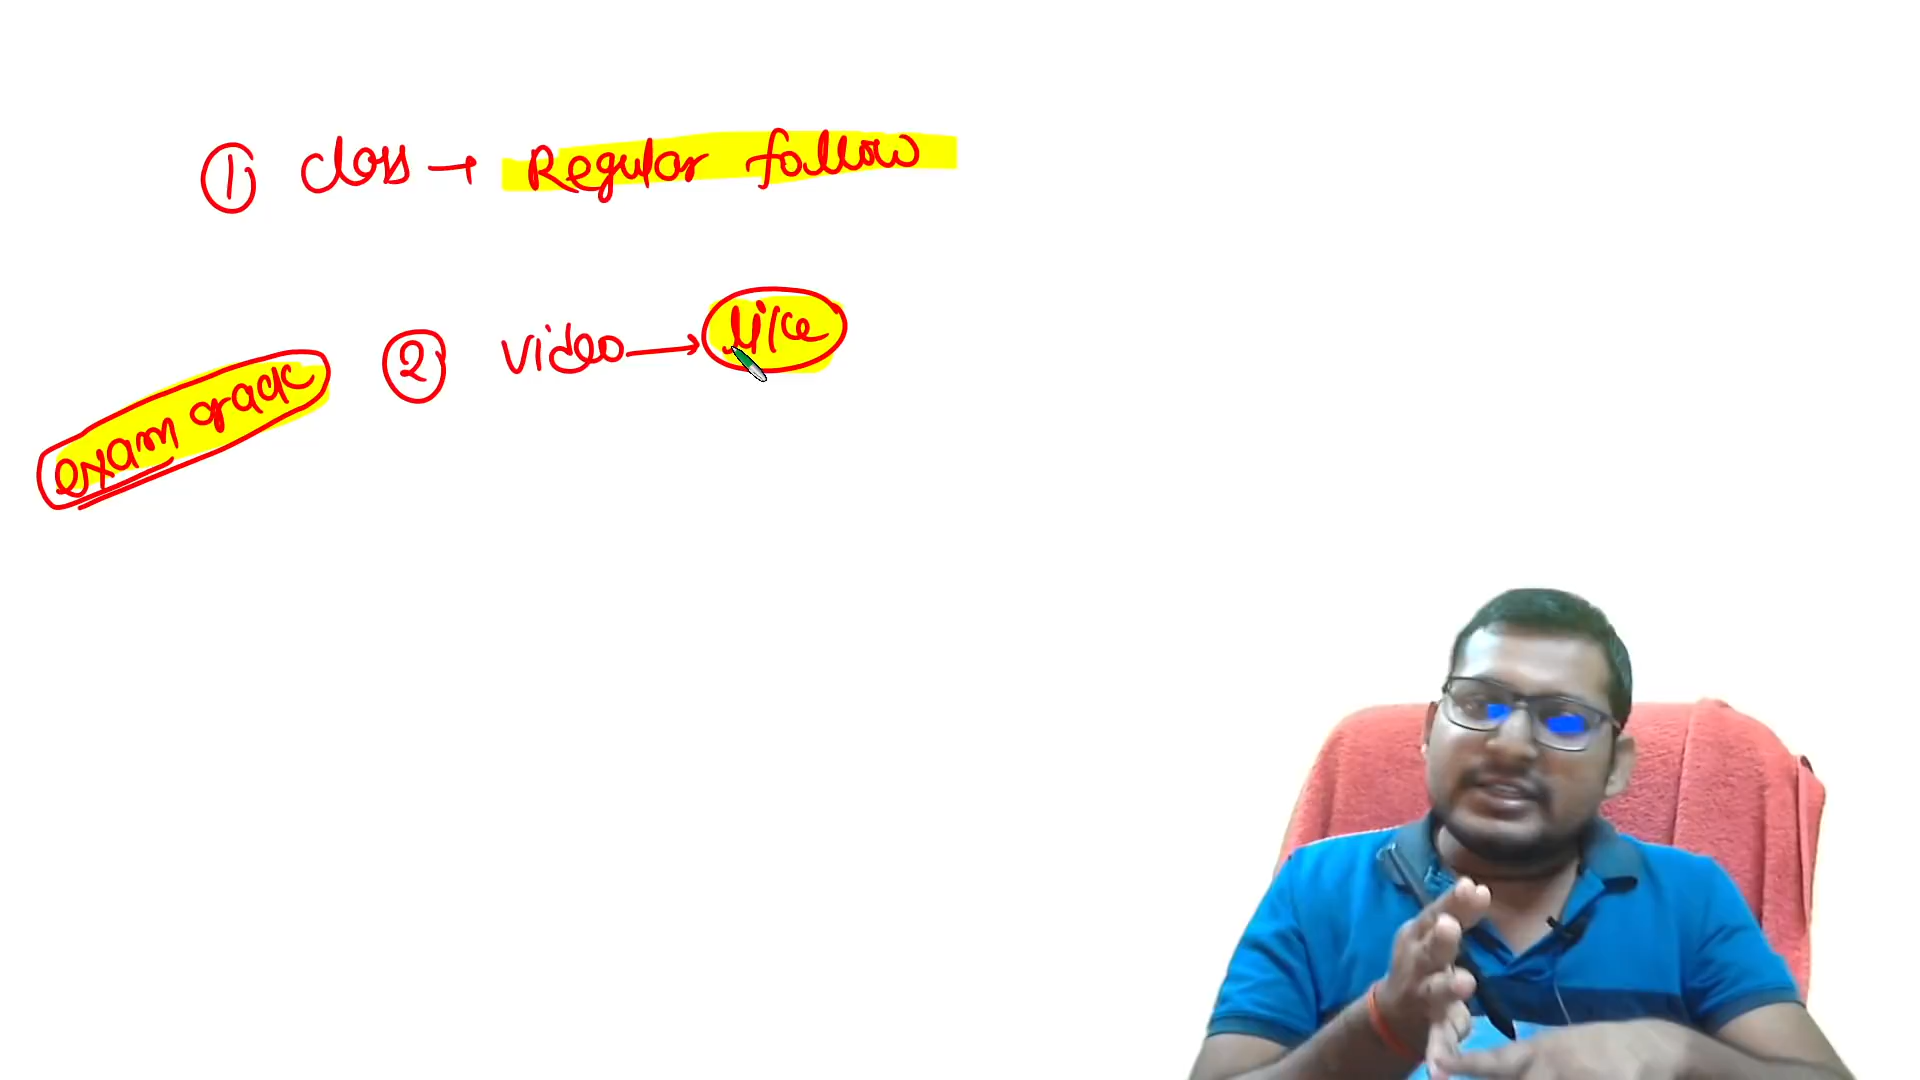 ① class → Regular follow
② video → like
exam crack